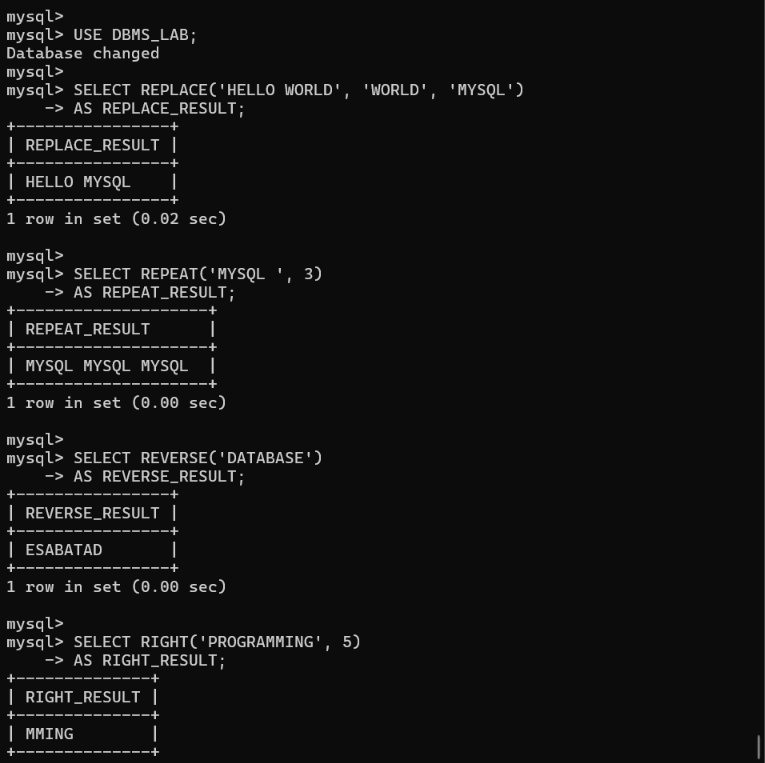 mysql>
mysql> USE DBMS_LAB;
Database changed
mysql>
mysql> SELECT REPLACE('HELLO WORLD', 'WORLD', 'MYSQL')
    -> AS REPLACE_RESULT;
+----------------+
| REPLACE_RESULT |
+----------------+
| HELLO MYSQL    |
+----------------+
1 row in set (0.02 sec)

mysql>
mysql> SELECT REPEAT('MYSQL ', 3)
    -> AS REPEAT_RESULT;
+--------------------+
| REPEAT_RESULT      |
+--------------------+
| MYSQL MYSQL MYSQL  |
+--------------------+
1 row in set (0.00 sec)

mysql>
mysql> SELECT REVERSE('DATABASE')
    -> AS REVERSE_RESULT;
+----------------+
| REVERSE_RESULT |
+----------------+
| ESABATAD       |
+----------------+
1 row in set (0.00 sec)

mysql>
mysql> SELECT RIGHT('PROGRAMMING', 5)
    -> AS RIGHT_RESULT;
+--------------+
| RIGHT_RESULT |
+--------------+
| MMING        |
+--------------+